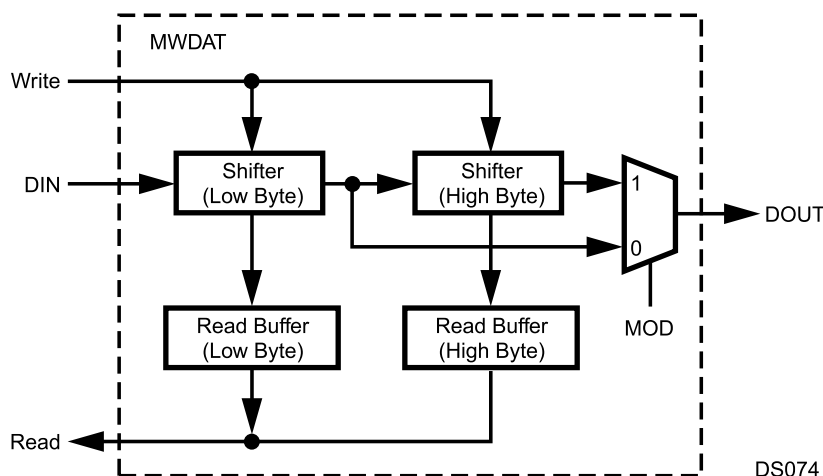 MWDAT
Write
Shifter
(Low Byte)
Shifter
(High Byte)
DIN
1
DOUT
0
MOD
Read Buffer
(Low Byte)
Read Buffer
(High Byte)
Read
DS074